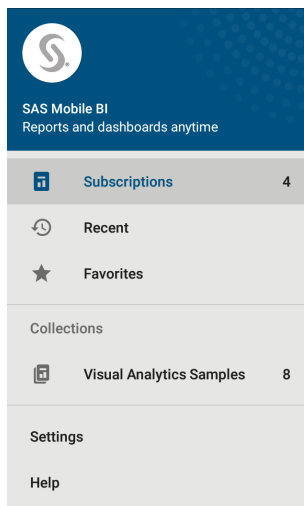 SAS Mobile BI
Reports and dashboards anytime
Subscriptions 4
Recent
Favorites
Collections
Visual Analytics Samples 8
Settings
Help